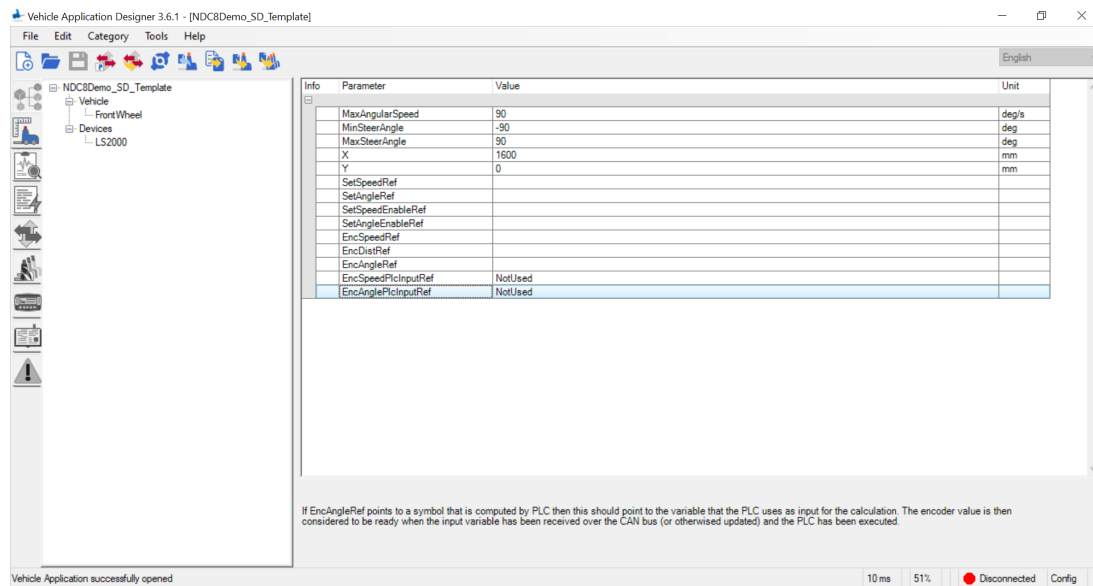 Vehicle Application Designer 3.6.1 - [NDC8Demo_SD_Template]
File Edit Category Tools Help
English
NDC8Demo_SD_Template
Vehicle
FrontWheel
Devices
LS2000
Info Parameter Value Unit
MaxAngularSpeed 90 deg/s
MinSteerAngle -90 deg
MaxSteerAngle 90 deg
X 1600 mm
Y 0 mm
SetSpeedRef
SetAngleRef
SetSpeedEnableRef
SetAngleEnableRef
EncSpeedRef
EncDistRef
EncAngleRef
EncSpeedPlcInputRef NotUsed
EncAnglePlcInputRef NotUsed
If EncAngleRef points to a symbol that is computed by PLC then this should point to the variable that the PLC uses as input for the calculation. The encoder value is then
considered to be ready when the input variable has been received over the CAN bus (or otherwised updated) and the PLC has been executed.
Vehicle Application successfully opened 10 ms 51% Disconnected Config